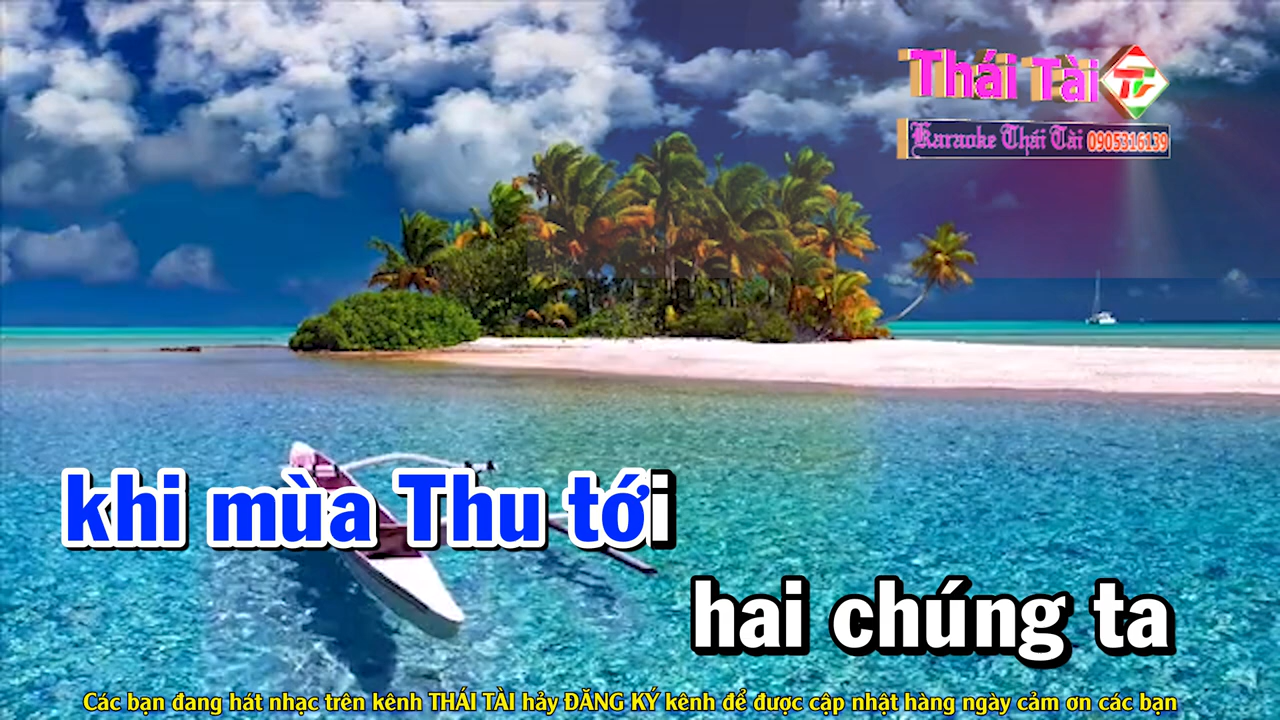 Thái Tài
Karaoke Thái Tài 0905316139
khi mùa Thu tới
hai chúng ta
Các bạn đang hát nhạc trên kênh THÁI TÀI hảy ĐĂNG KÝ kênh để được cập nhật hàng ngày cảm ơn các bạn